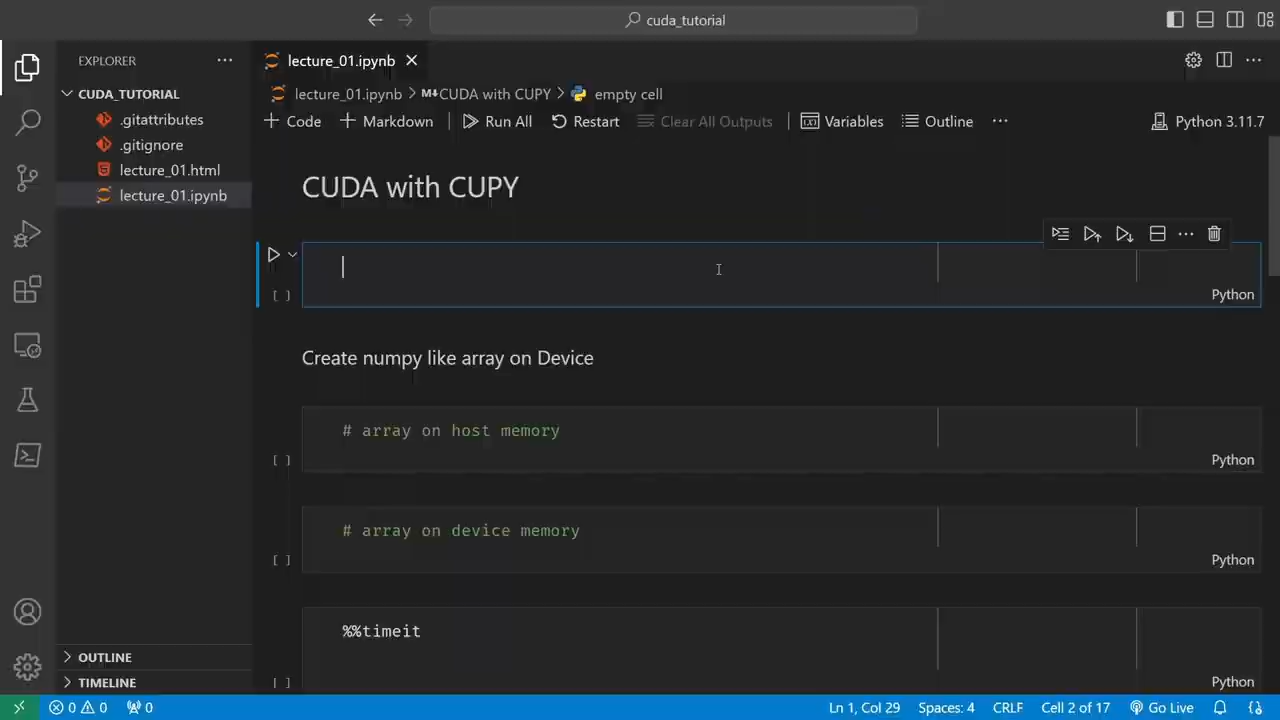 cuda_tutorial
EXPLORER
lecture_01.ipynb
CUDA_TUTORIAL
.gitattributes
.gitignore
lecture_01.html
lecture_01.ipynb
OUTLINE
TIMELINE
lecture_01.ipynb > M↓CUDA with CUPY > empty cell
+ Code + Markdown Run All Restart Clear All Outputs Variables Outline ... Python 3.11.7
CUDA with CUPY
[ ] Python
Create numpy like array on Device
# array on host memory
[ ] Python
# array on device memory
[ ] Python
%%timeit
[ ] Python
0 0 0 Ln 1, Col 29 Spaces: 4 CRLF Cell 2 of 17 Go Live